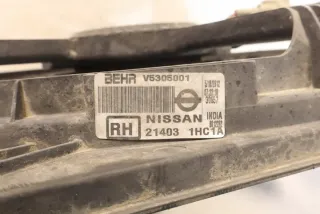 BEHR V5305001
NISSAN INDIA
RH 21403 1HC1A